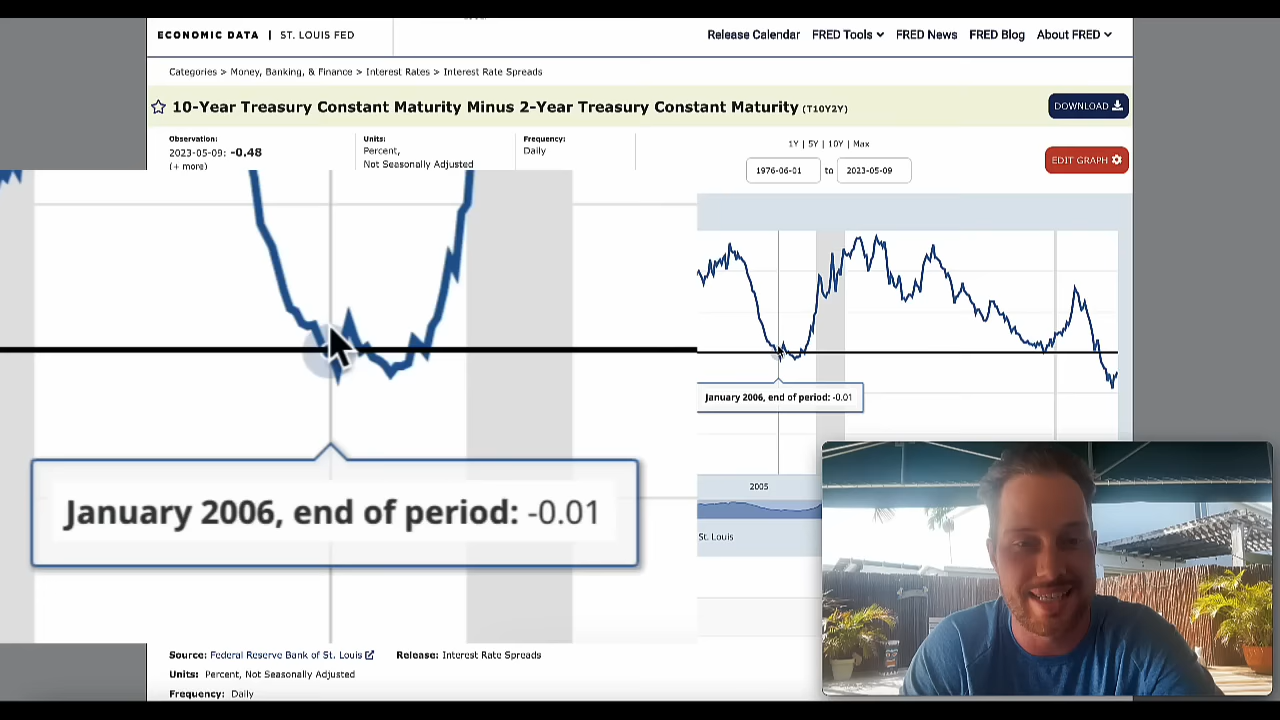 ECONOMIC DATA | ST. LOUIS FED
Release Calendar FRED Tools FRED News FRED Blog About FRED
Categories > Money, Banking, & Finance > Interest Rates > Interest Rate Spreads
10-Year Treasury Constant Maturity Minus 2-Year Treasury Constant Maturity (T10Y2Y)
DOWNLOAD
Observation:
2023-05-09: -0.48
(+ more)
Units:
Percent,
Not Seasonally Adjusted
Frequency:
Daily
1Y | 5Y | 10Y | Max
1976-06-01 to 2023-05-09
EDIT GRAPH
January 2006, end of period: -0.01
January 2006, end of period: -0.01
2005
St. Louis
Source: Federal Reserve Bank of St. Louis Release: Interest Rate Spreads
Units: Percent, Not Seasonally Adjusted
Frequency: Daily